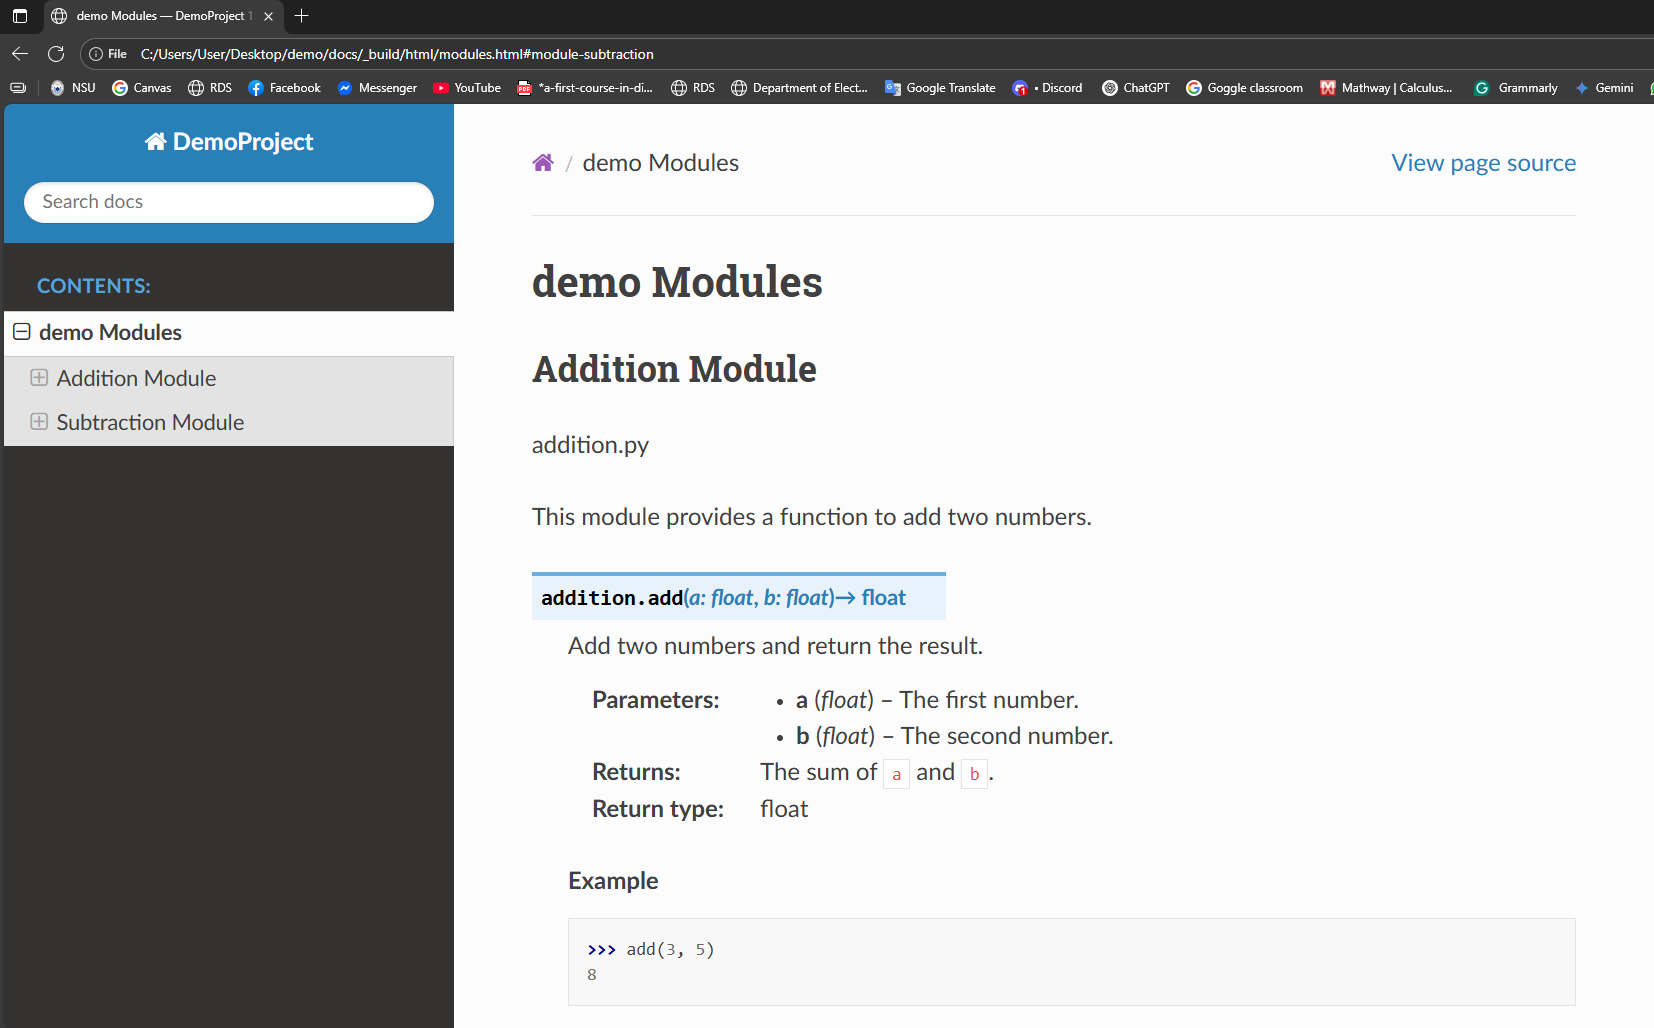 demo Modules — DemoProject 1
File C:/Users/User/Desktop/demo/docs/_build/html/modules.html#module-subtraction
NSU Canvas RDS Facebook Messenger YouTube *a-first-course-in-di... RDS Department of Elect... Google Translate • Discord ChatGPT Goggle classroom Mathway | Calculus... Grammarly Gemini
DemoProject
Search docs
CONTENTS:
demo Modules
Addition Module
Subtraction Module
/ demo Modules
View page source
demo Modules
Addition Module
addition.py
This module provides a function to add two numbers.
addition.add(a: float, b: float)→ float
Add two numbers and return the result.
Parameters: • a (float) – The first number.
• b (float) – The second number.
Returns: The sum of a and b.
Return type: float
Example
>>> add(3, 5)
8